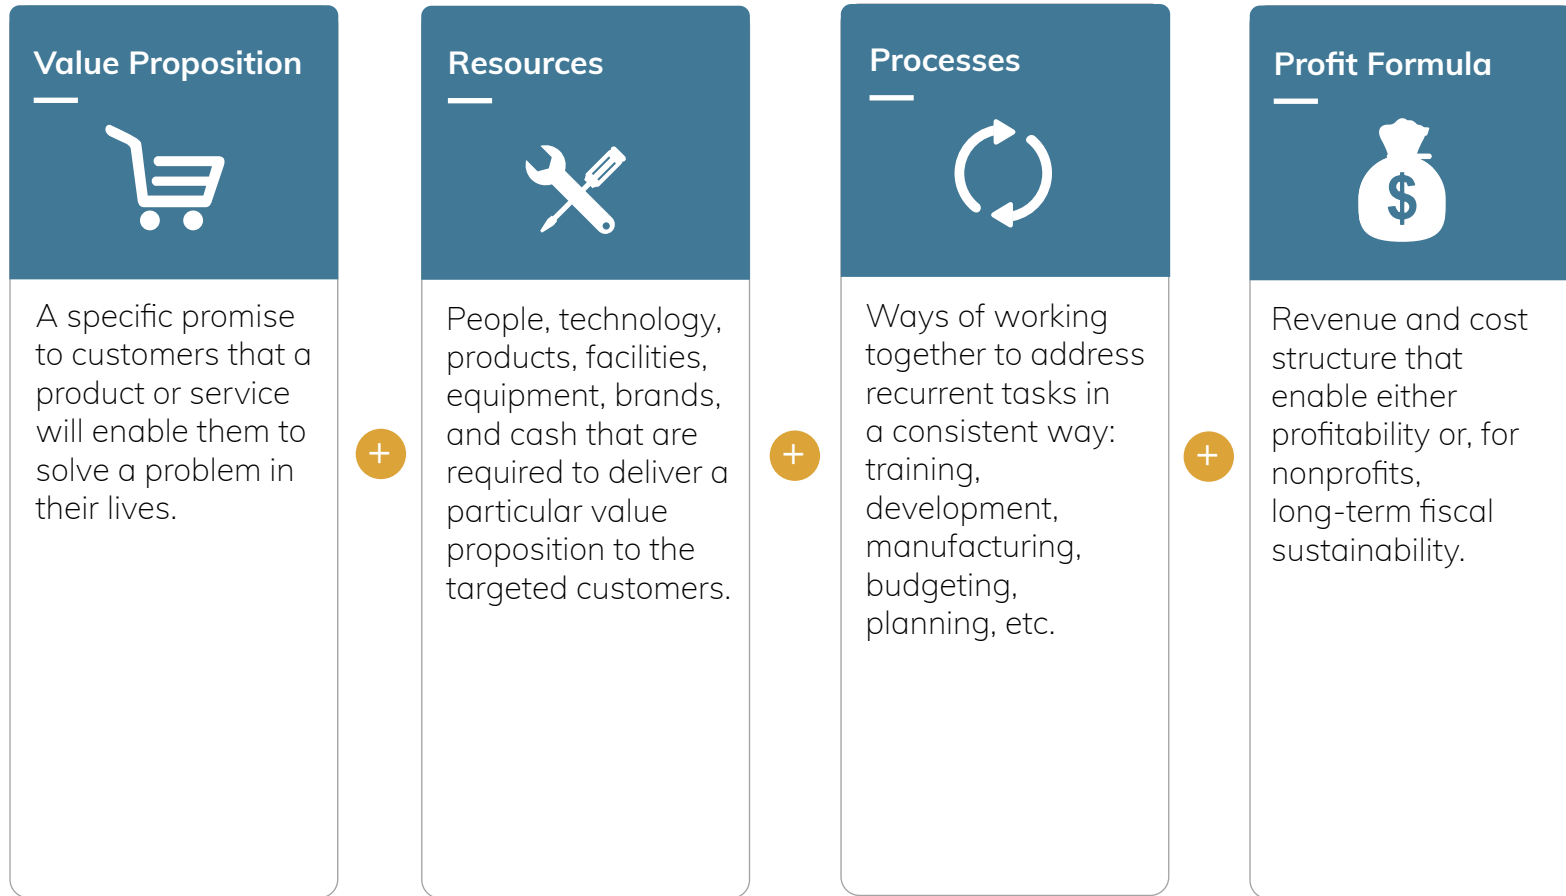 Value Proposition
A specific promise
to customers that a
product or service
will enable them to
solve a problem in
their lives.
+
Resources
People, technology,
products, facilities,
equipment, brands,
and cash that are
required to deliver a
particular value
proposition to the
targeted customers.
+
Processes
Ways of working
together to address
recurrent tasks in
a consistent way:
training,
development,
manufacturing,
budgeting,
planning, etc.
+
Profit Formula
$
Revenue and cost
structure that
enable either
profitability or, for
nonprofits,
long-term fiscal
sustainability.